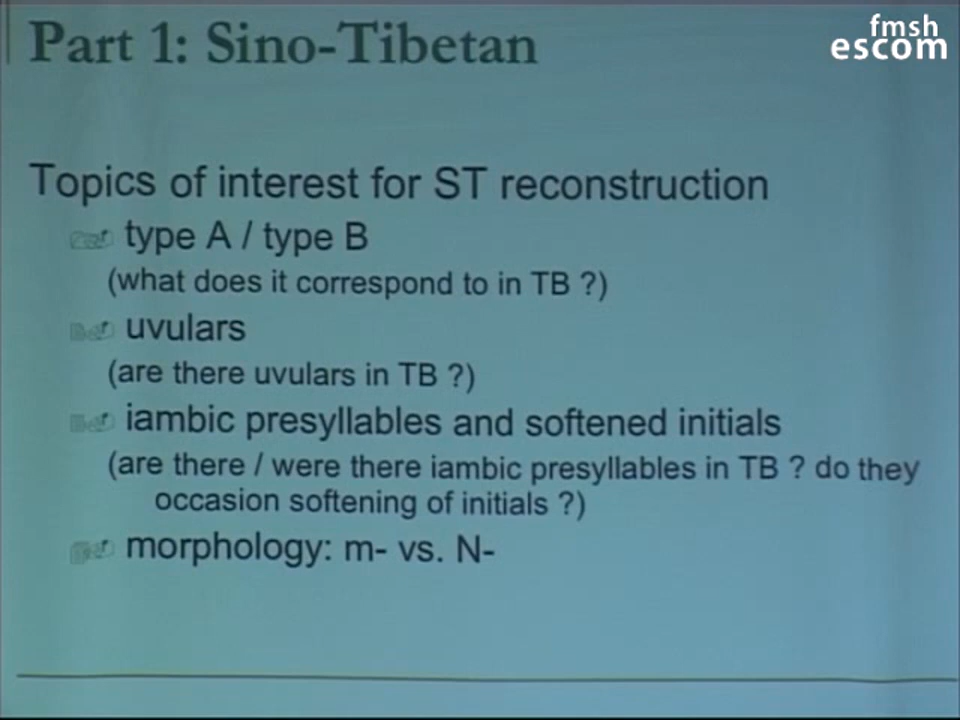 Part 1: Sino-Tibetan
fmsh
escom
Topics of interest for ST reconstruction
type A / type B
(what does it correspond to in TB ?)
uvulars
(are there uvulars in TB ?)
iambic presyllables and softened initials
(are there / were there iambic presyllables in TB ? do they
occasion softening of initials ?)
morphology: m- vs. N-